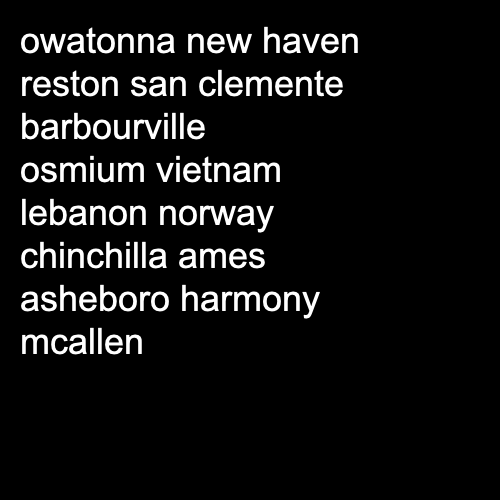 owatonna new haven
reston san clemente
barbourville
osmium vietnam
lebanon norway
chinchilla ames
asheboro harmony
mcallen